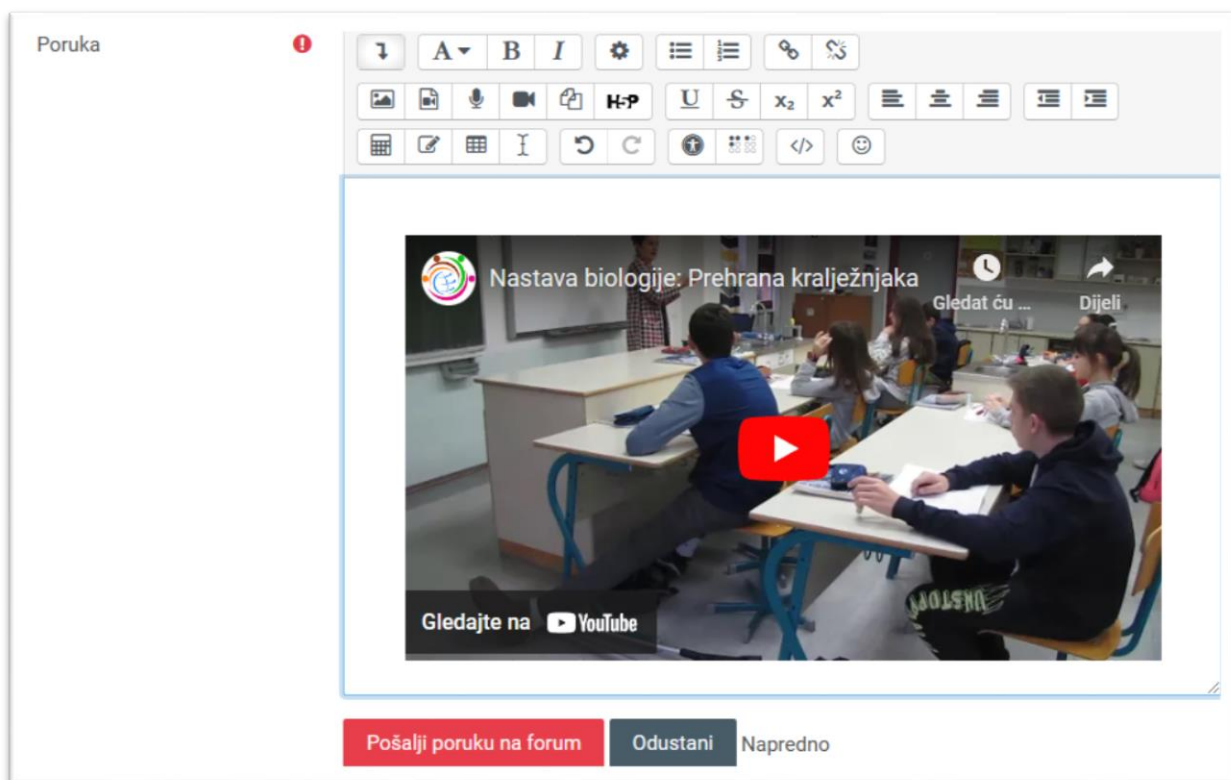 Poruka
A B I
H-P U S x₂ x²
</>
Nastava biologije: Prehrana kralježnjaka
Gledat ću ... Dijeli
UNSTOPP
Gledajte na YouTube
Pošalji poruku na forum Odustani Napredno